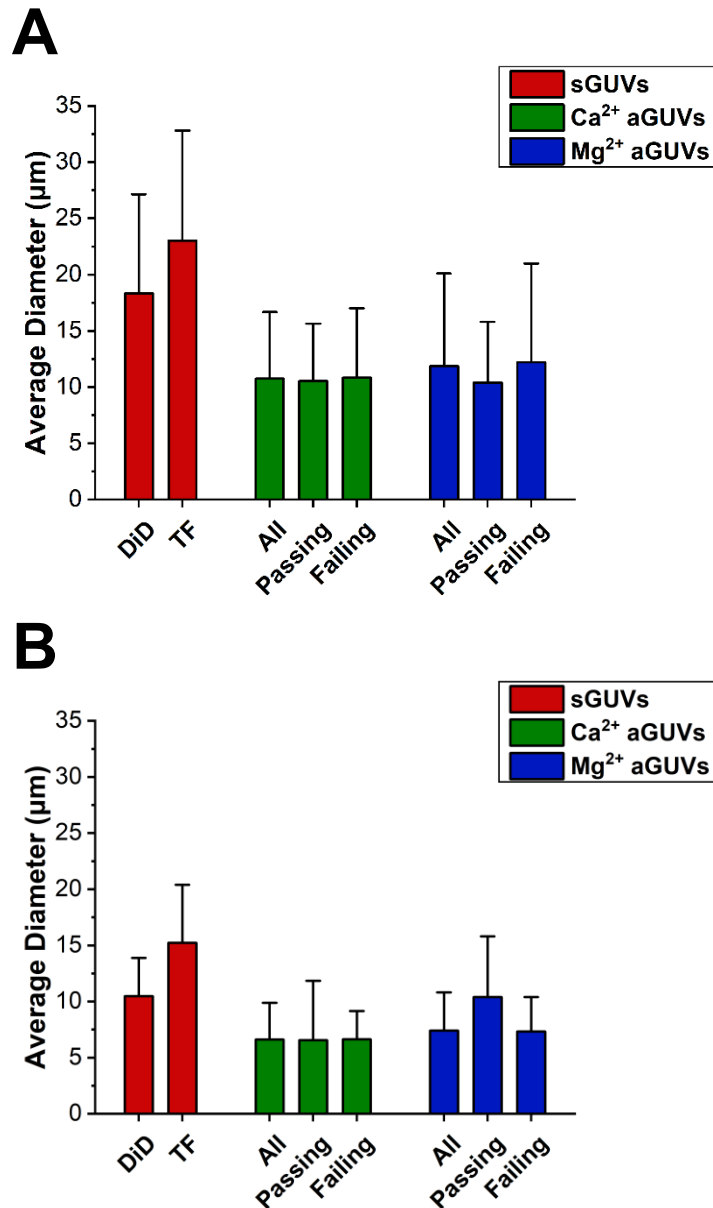 A
sGUVs
Ca²⁺ aGUVs
Mg²⁺ aGUVs
Average Diameter (µm)
35
30
25
20
15
10
5
0
DiD TF All Passing Failing All Passing Failing
B
sGUVs
Ca²⁺ aGUVs
Mg²⁺ aGUVs
Average Diameter (µm)
35
30
25
20
15
10
5
0
DiD TF All Passing Failing All Passing Failing